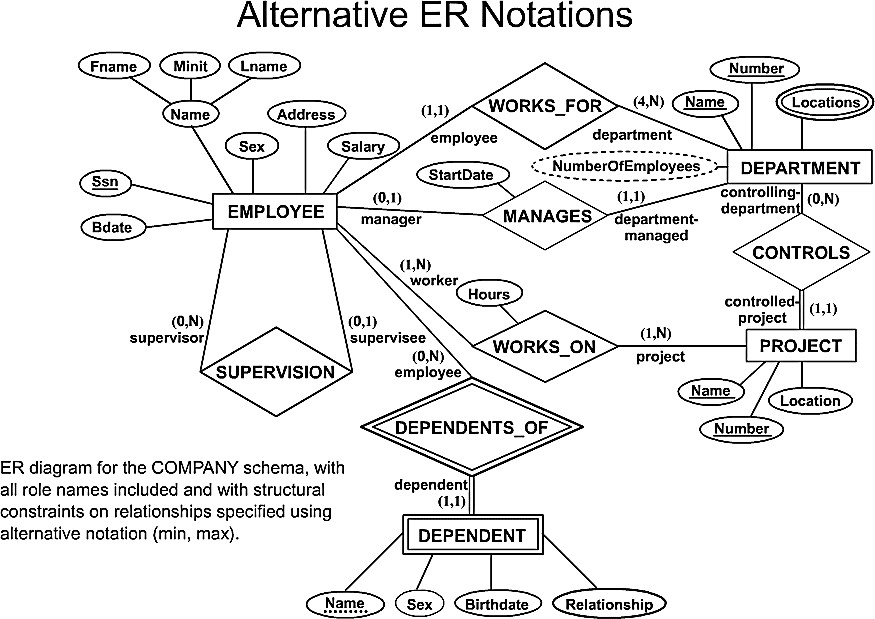 Alternative ER Notations
Fname
Minit
Lname
Number
Name
Address
Name
Locations
Sex
Salary
(1,1)
employee
WORKS_FOR
(4,N)
department
Ssn
StartDate
NumberOfEmployees
DEPARTMENT
Bdate
EMPLOYEE
(0,1)
manager
MANAGES
(1,1)
department-
managed
controlling-
department
(0,N)
CONTROLS
(1,N)
worker
Hours
controlled-
project
(1,1)
(0,N)
supervisor
(0,1)
supervisee
(0,N)
employee
WORKS_ON
(1,N)
project
PROJECT
SUPERVISION
Name
Location
Number
DEPENDENTS_OF
ER diagram for the COMPANY schema, with
all role names included and with structural
constraints on relationships specified using
alternative notation (min, max).
dependent
(1,1)
DEPENDENT
Name
Sex
Birthdate
Relationship